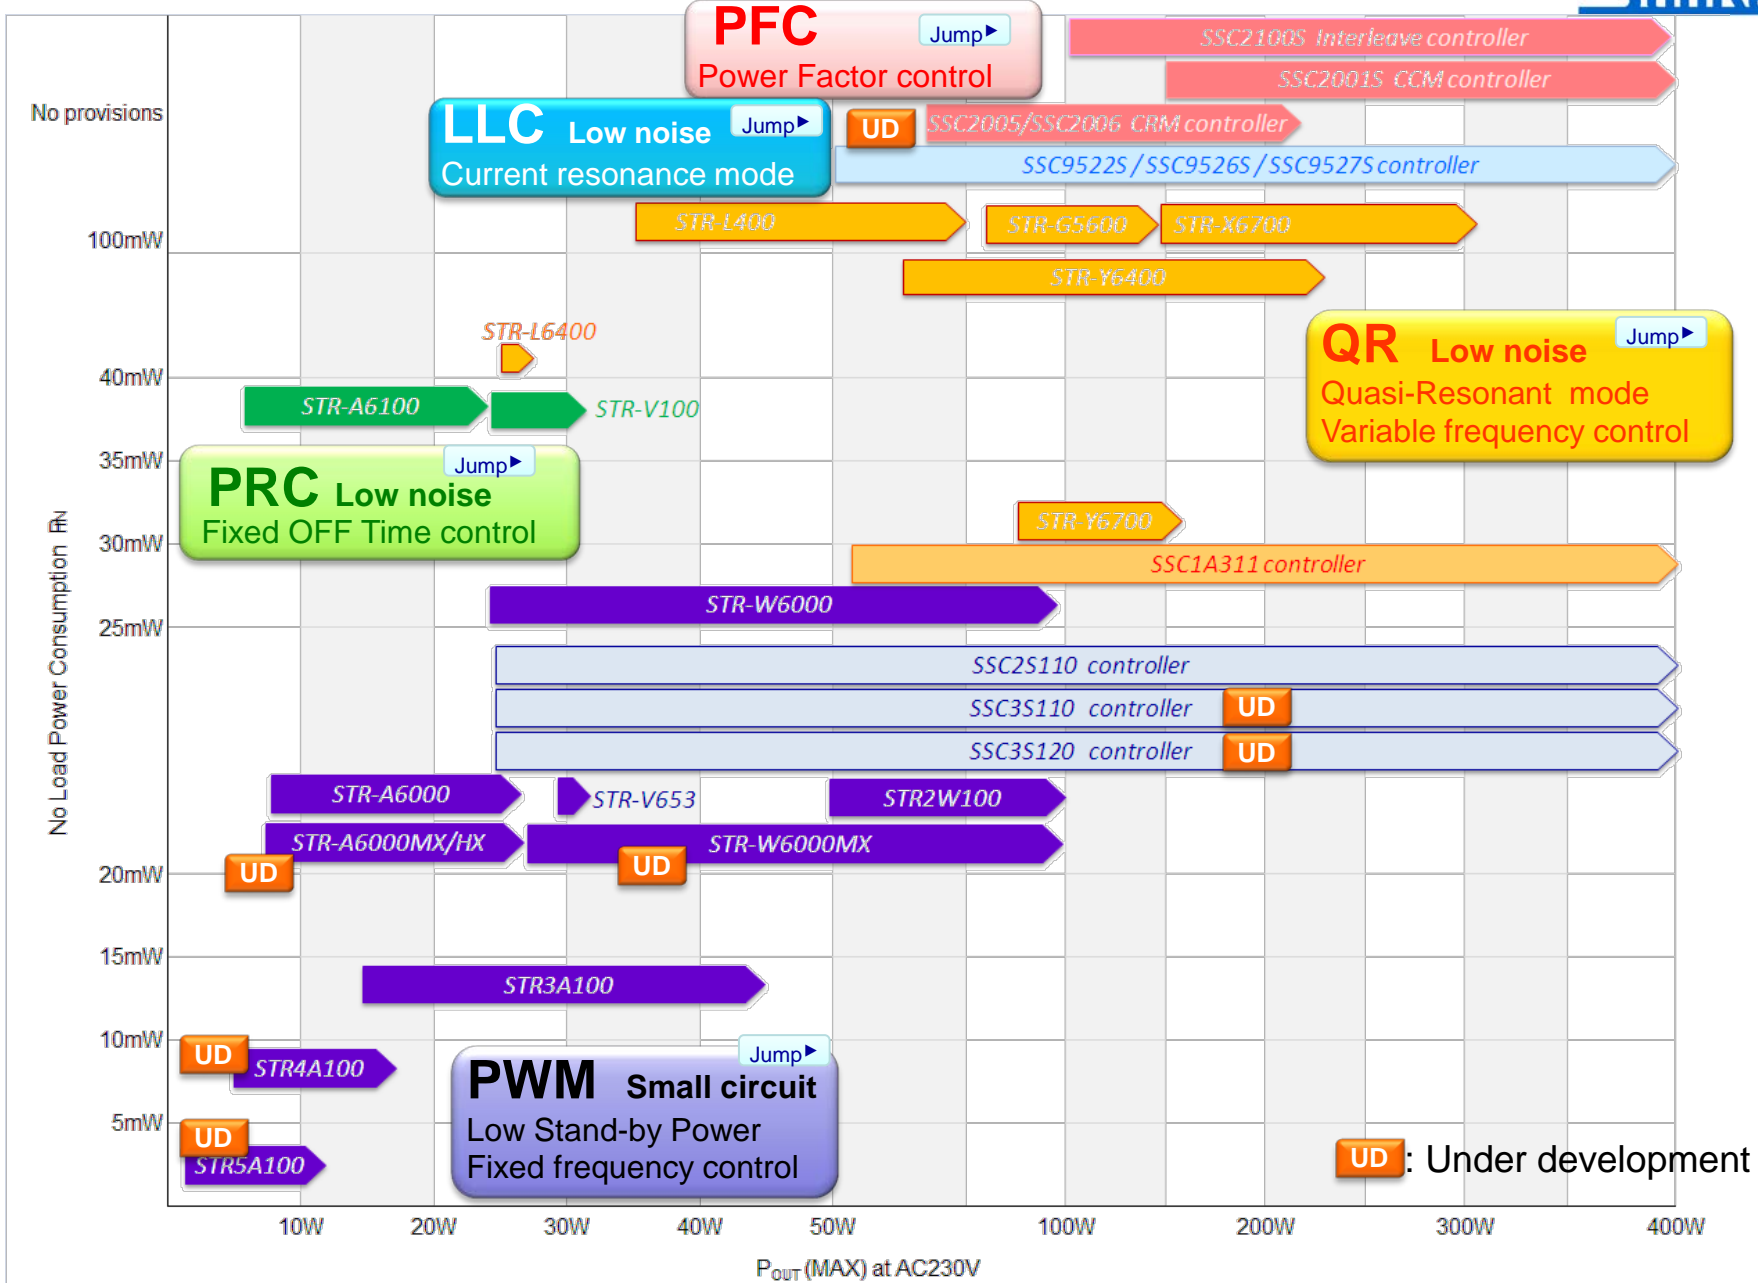 PFC Jump►
Power Factor control
SSC2100S Interleave controller
SSC2001S CCM controller
No provisions
LLC Low noise Jump►
Current resonance mode
UD
SSC2005/SSC2006 CRM controller
SSC9522S / SSC9526S / SSC9527S controller
STR-L400
STR-G5600
STR-X6700
100mW
STR-Y6400
STR-L6400
QR Low noise Jump►
Quasi-Resonant mode
Variable frequency control
40mW
STR-A6100
STR-V100
35mW
PRC Low noise Jump►
Fixed OFF Time control
STR-Y6700
30mW
SSC1A311 controller
STR-W6000
25mW
No Load Power Consumption
SSC2S110 controller
SSC3S110 controller UD
SSC3S120 controller UD
STR-A6000
STR-V653
STR2W100
STR-A6000MX/HX
STR-W6000MX
UD
UD
20mW
15mW
STR3A100
10mW
UD
STR4A100
PWM Small circuit Jump►
Low Stand-by Power
Fixed frequency control
5mW
UD
STR5A100
UD : Under development
10W 20W 30W 40W 50W 100W 200W 300W 400W
POUT (MAX) at AC230V